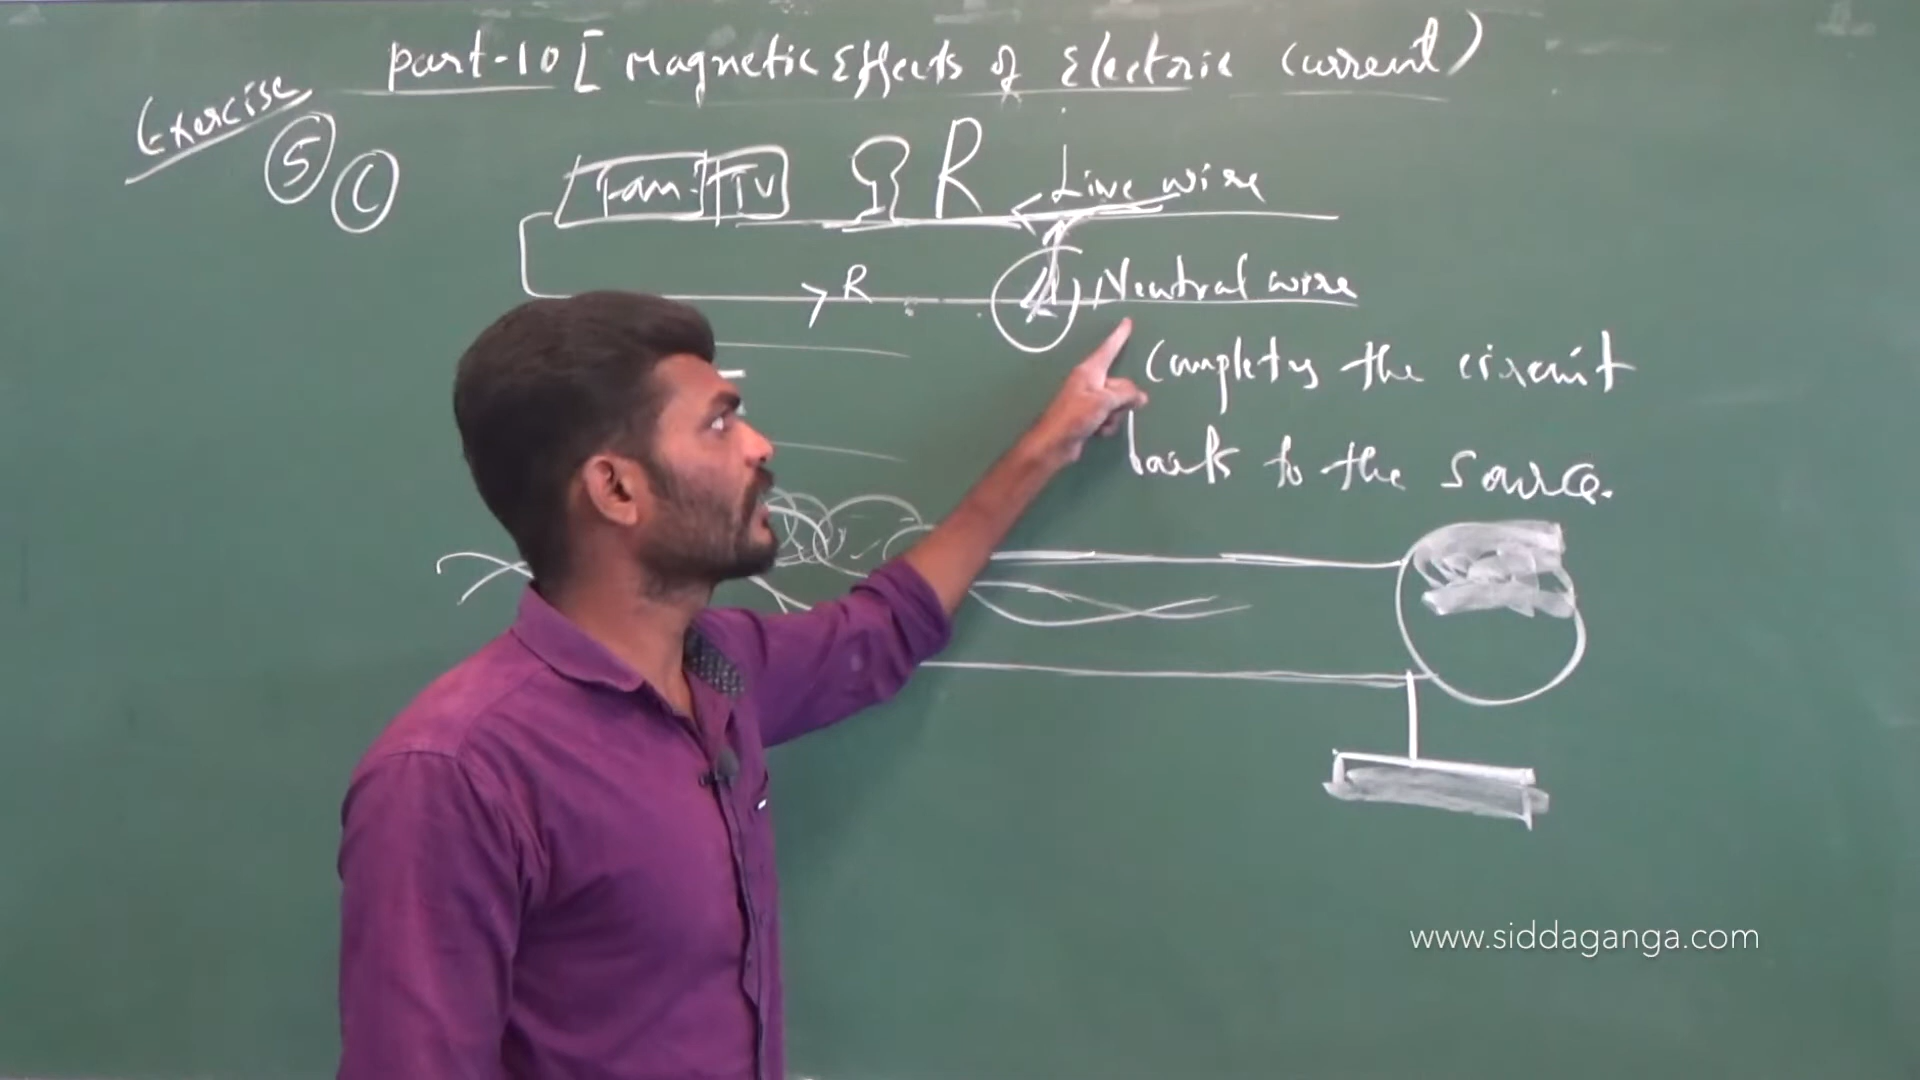 part-10 [Magnetic Effects of Electric Current)
Exercise
5
C
Fan TV R Live wire
R Neutral wire
Completes the circuit
back to the source.
www.siddaganga.com